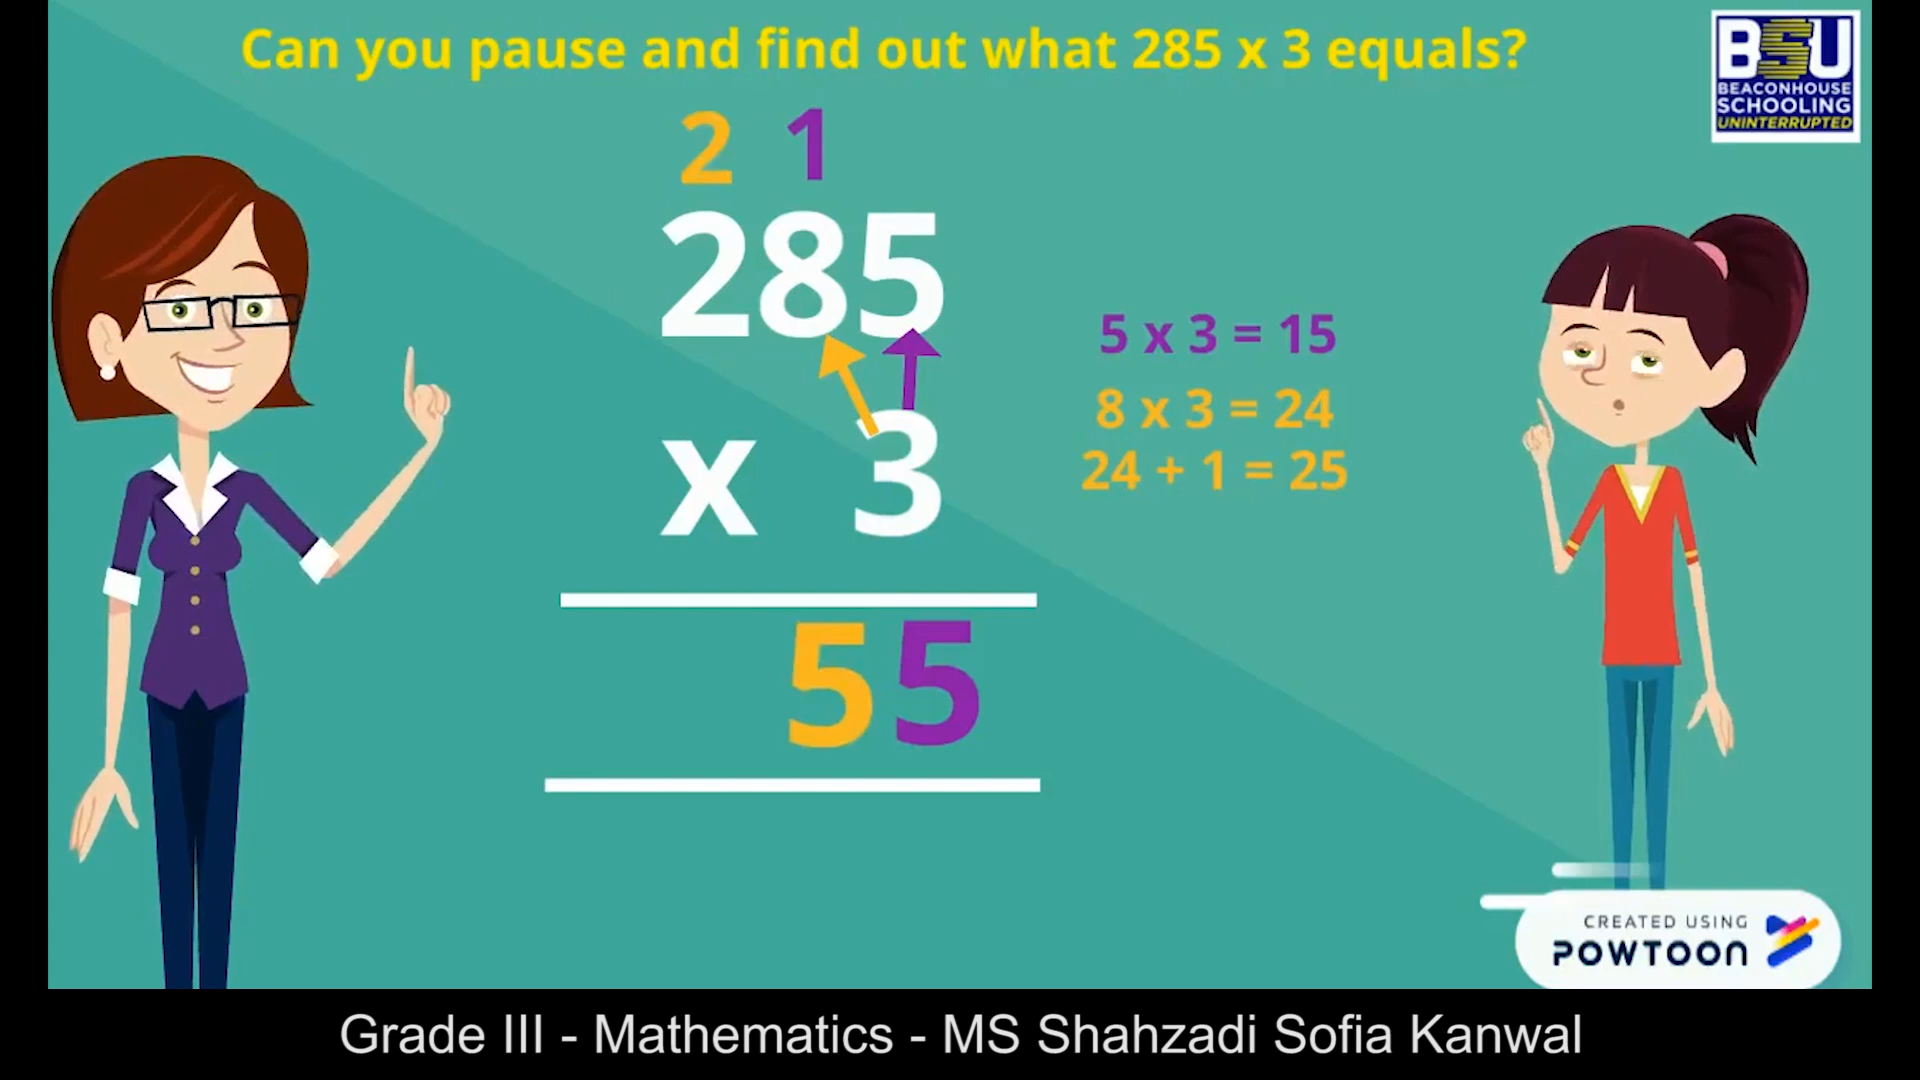 Can you pause and find out what 285 x 3 equals?
BSU
BEACONHOUSE
SCHOOLING
UNINTERRUPTED
2 1
285
x 3
55
5 x 3 = 15
8 x 3 = 24
24 + 1 = 25
CREATED USING
POWTOON
Grade III - Mathematics - MS Shahzadi Sofia Kanwal